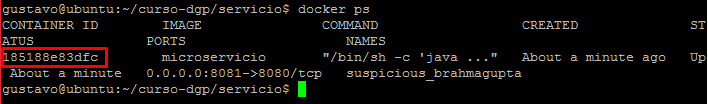 gustavo@ubuntu:~/curso-dgp/servicio$ docker ps
CONTAINER ID        IMAGE               COMMAND                  CREATED             ST
ATUS              PORTS                    NAMES
185188e83dfc        microservicio       "/bin/sh -c 'java ..."   About a minute ago   Up
 About a minute   0.0.0.0:8081->8080/tcp   suspicious_brahmagupta
gustavo@ubuntu:~/curso-dgp/servicio$